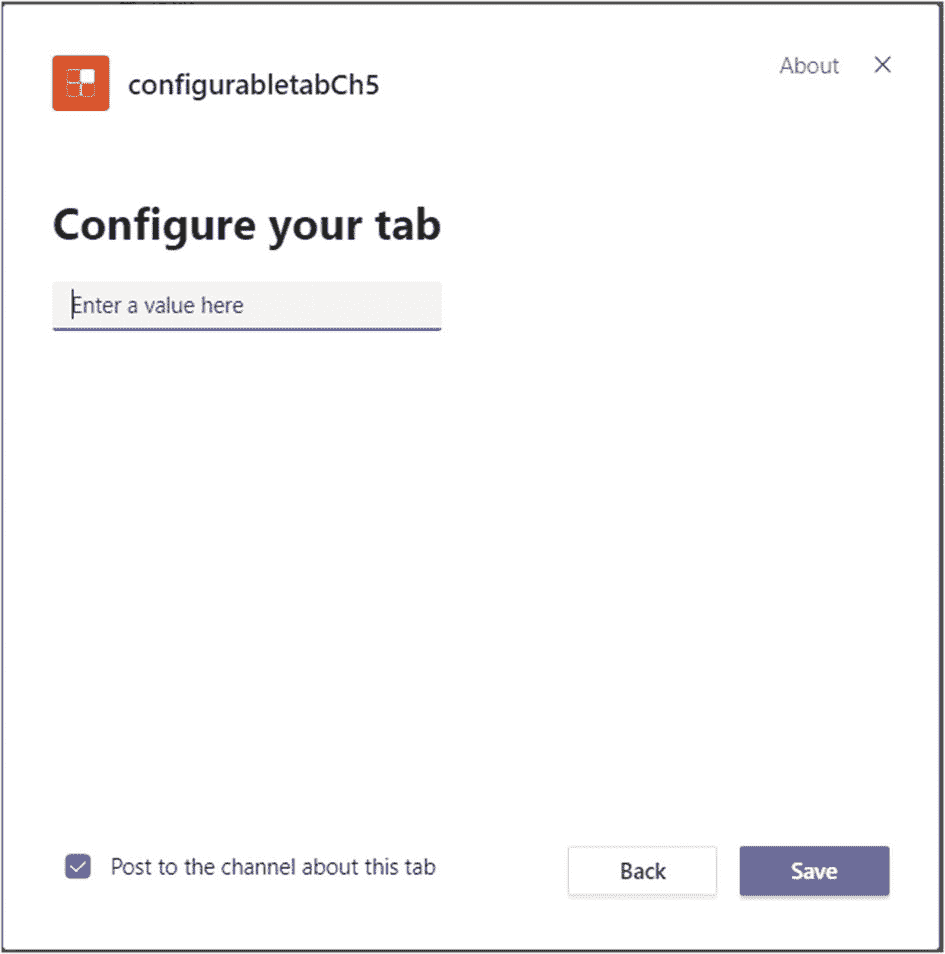 configurabletabCh5
About
Configure your tab
Enter a value here
Post to the channel about this tab
Back
Save